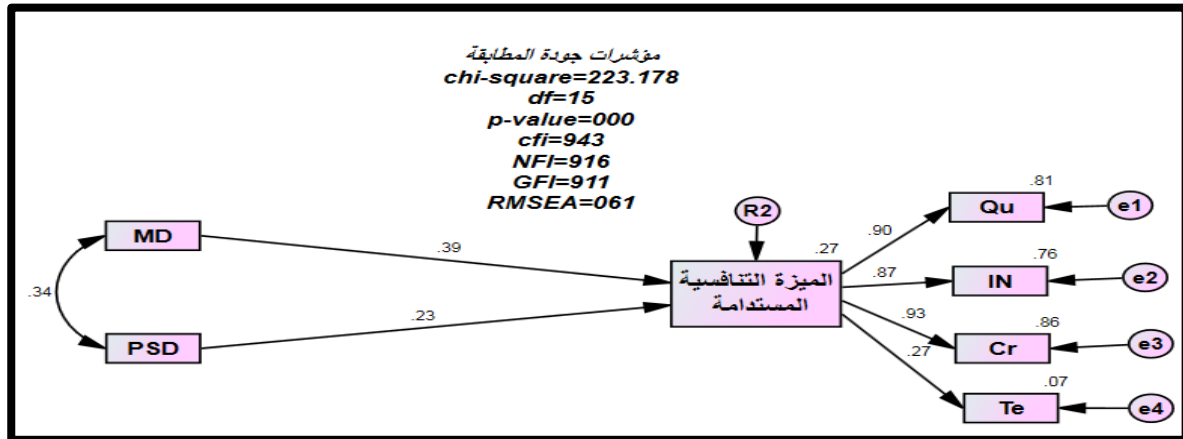 مؤشرات جودة المطابقة
chi-square=223.178
df=15
p-value=000
cfi=943
NFI=916
GFI=911
RMSEA=061
R2
.81
Qu
e1
MD
.39
.27
.90
.76
الميزة التنافسية
المستدامة
.87
IN
e2
.34
.23
.93
.86
PSD
Cr
e3
.27
.07
Te
e4